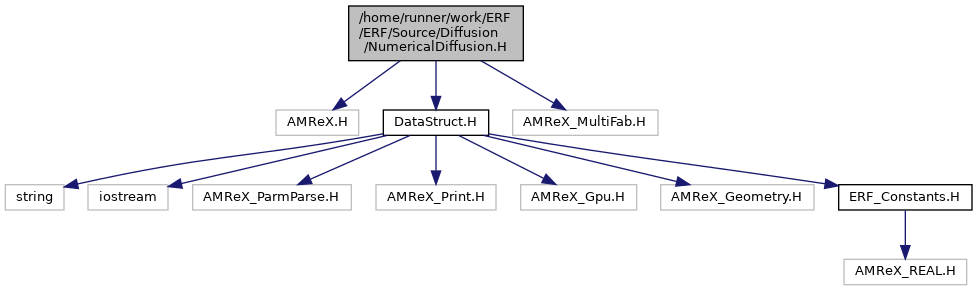 /home/runner/work/ERF
/ERF/Source/Diffusion
/NumericalDiffusion.H
AMReX.H
DataStruct.H
AMReX_MultiFab.H
string
iostream
AMReX_ParmParse.H
AMReX_Print.H
AMReX_Gpu.H
AMReX_Geometry.H
ERF_Constants.H
AMReX_REAL.H